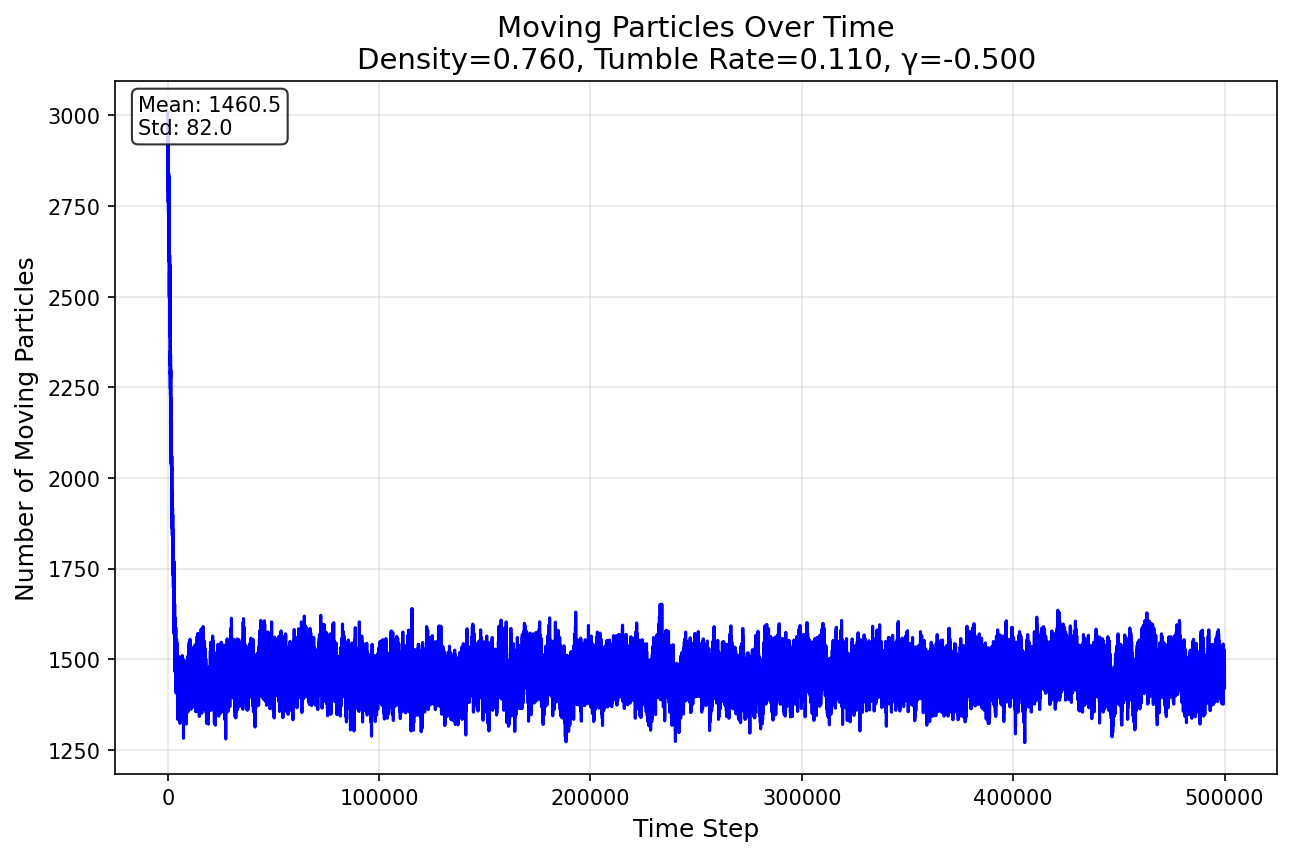 Moving Particles Over Time
Density=0.760, Tumble Rate=0.110, γ=-0.500
Mean: 1460.5
Std: 82.0
Number of Moving Particles
3000
2750
2500
2250
2000
1750
1500
1250
0 100000 200000 300000 400000 500000
Time Step